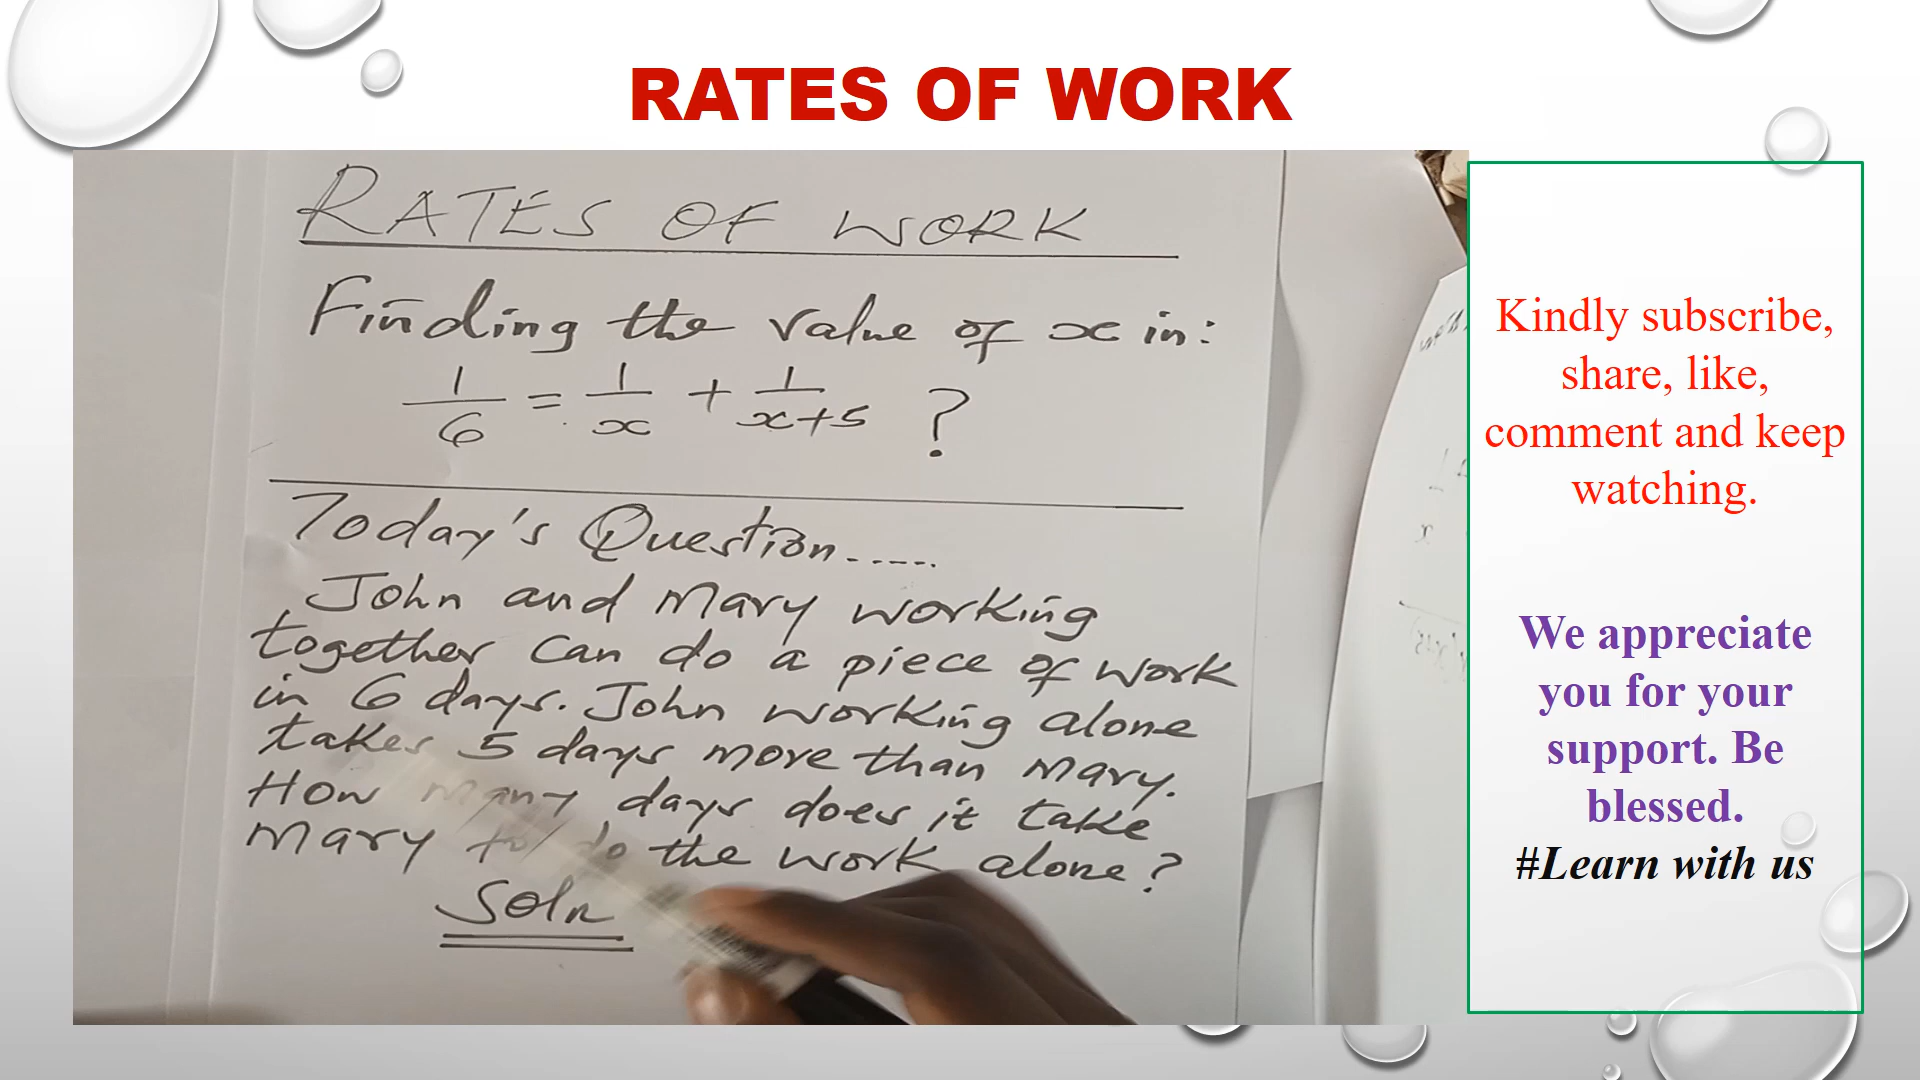 RATES OF WORK
RATES OF WORK
Finding the value of x in:
1/6 = 1/x + 1/x+5 ?
Today's Question.....
John and Mary working
together can do a piece of work
in 6 days. John working alone
takes 5 days more than Mary.
How many days does it take
Mary to do the work alone?
Soln
Kindly subscribe,
share, like,
comment and keep
watching.
We appreciate
you for your
support. Be
blessed.
#Learn with us